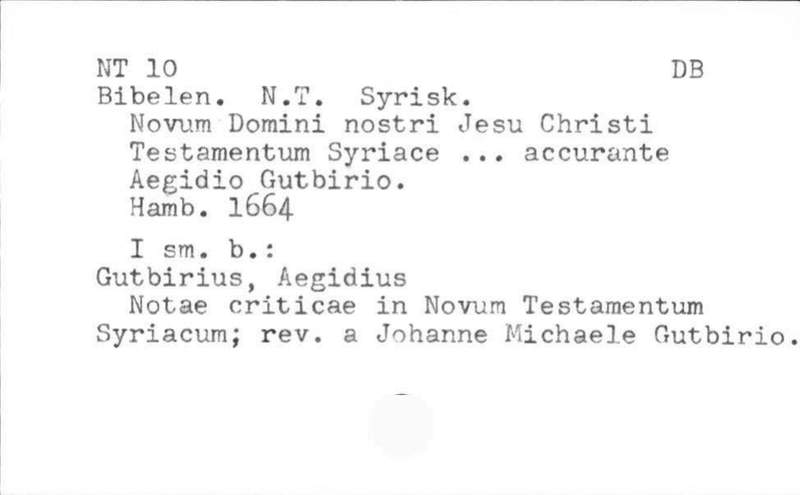 NT 10 DB
Bibelen. N.T. Syrisk.
Novum Domini nostri Jesu Christi
Testamentum Syriace ... accurante
Aegidio Gutbirio.
Hamb. 1664
I sm. b.:
Gutbirius, Aegidius
Notae criticae in Novum Testamentum
Syriacum; rev. a Johanne Michaele Gutbirio.